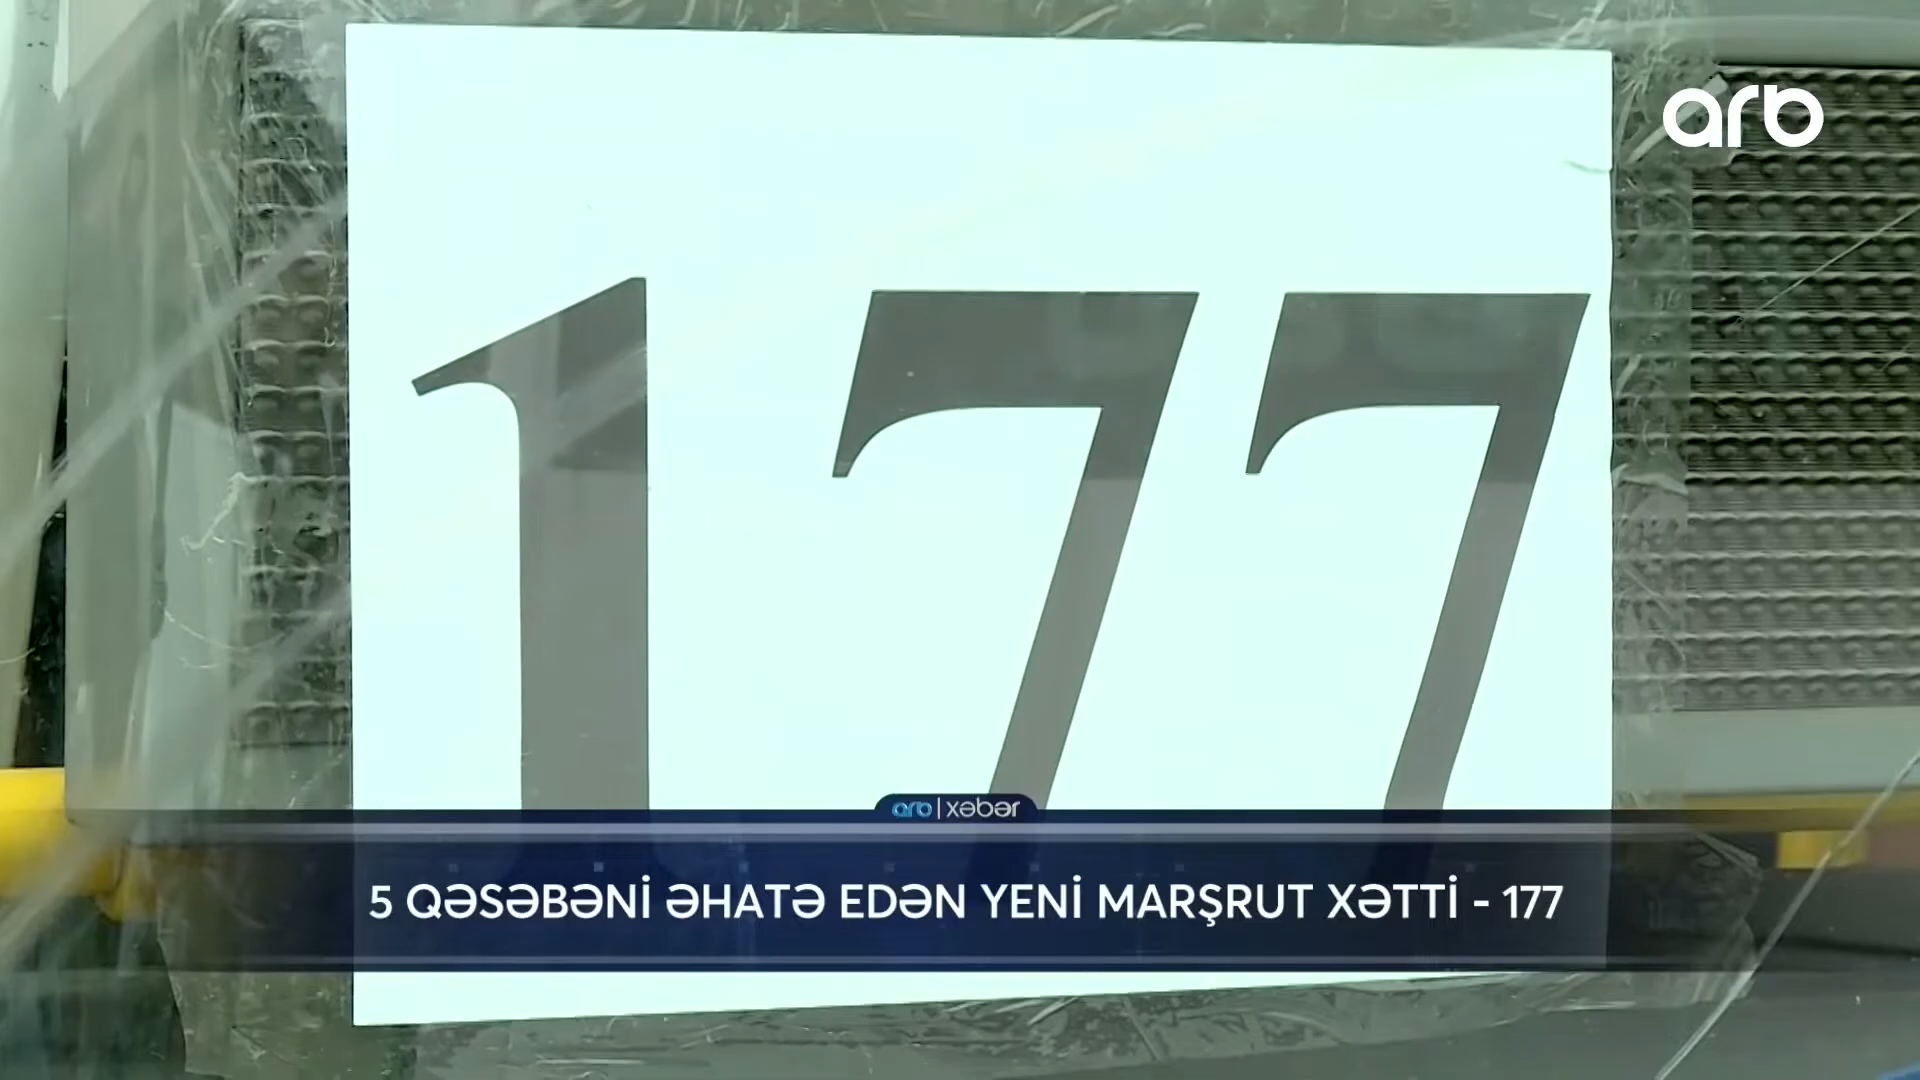 arb
177
arb | xəbər
5 QƏSƏBƏNİ ƏHATƏ EDƏN YENİ MARŞRUT XƏTTİ - 177